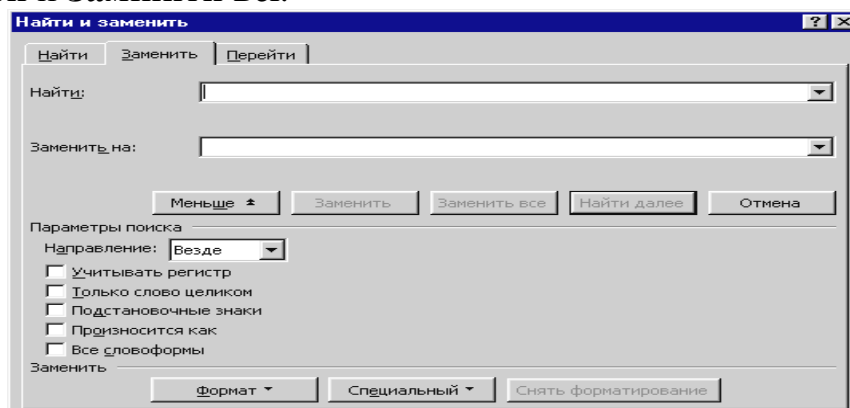 Найти и заменить
Найти Заменить Перейти
Найти:
Заменить на:
Меньше Заменить Заменить все Найти далее Отмена
Параметры поиска
Направление: Везде
Учитывать регистр
Только слово целиком
Подстановочные знаки
Произносится как
Все словоформы
Заменить
Формат Специальный Снять форматирование